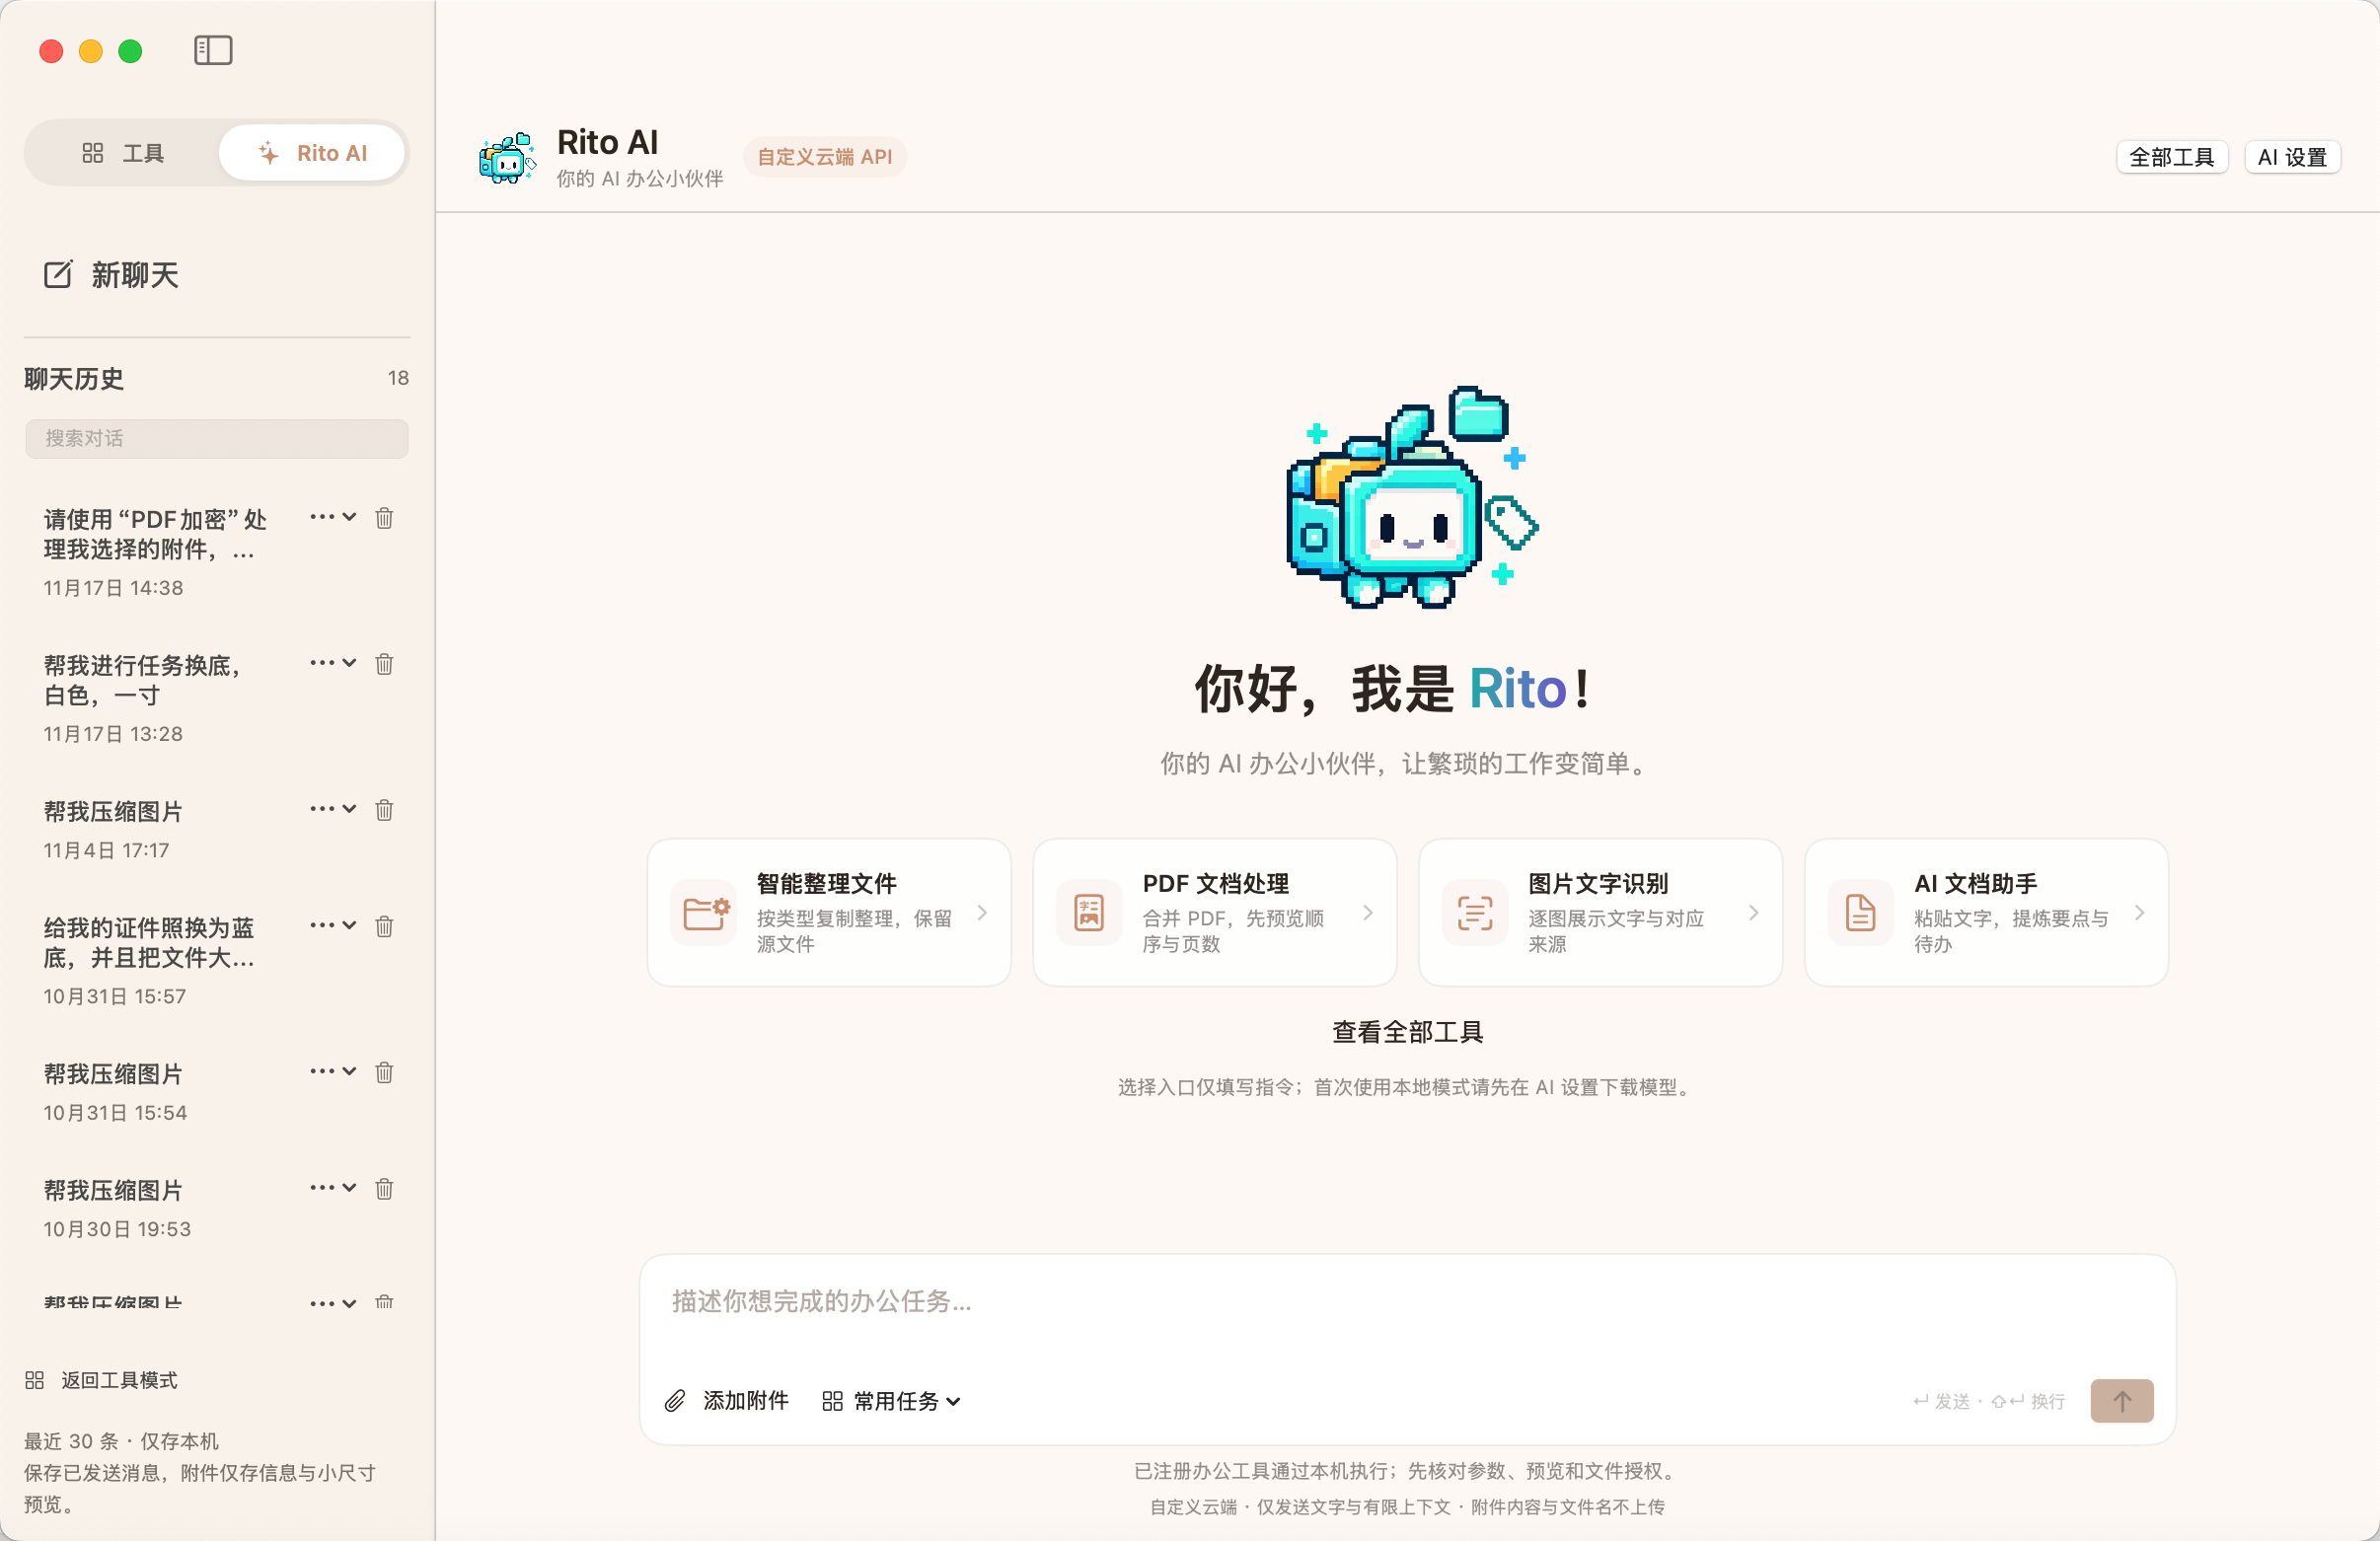 工具
Rito AI
新聊天
聊天历史
18
搜索对话
请使用“PDF加密”处
理我选择的附件，...
11月17日 14:38
帮我进行任务换底，
白色，一寸
11月17日 13:28
帮我压缩图片
11月4日 17:17
给我的证件照换为蓝
底，并且把文件大...
10月31日 15:57
帮我压缩图片
10月31日 15:54
帮我压缩图片
10月30日 19:53
帮我压缩图片
返回工具模式
最近 30 条 · 仅存本机
保存已发送消息，附件仅存信息与小尺寸
预览。
Rito AI
你的 AI 办公小伙伴
自定义云端 API
全部工具
AI 设置
你好，我是 Rito！
你的 AI 办公小伙伴，让繁琐的工作变简单。
智能整理文件
按类型复制整理，保留
源文件
PDF 文档处理
合并 PDF，先预览顺
序与页数
图片文字识别
逐图展示文字与对应
来源
AI 文档助手
粘贴文字，提炼要点与
待办
查看全部工具
选择入口仅填写指令；首次使用本地模式请先在 AI 设置下载模型。
描述你想完成的办公任务...
添加附件
常用任务
↵ 发送 · ⇧↵ 换行
已注册办公工具通过本机执行；先核对参数、预览和文件授权。
自定义云端 · 仅发送文字与有限上下文 · 附件内容与文件名不上传